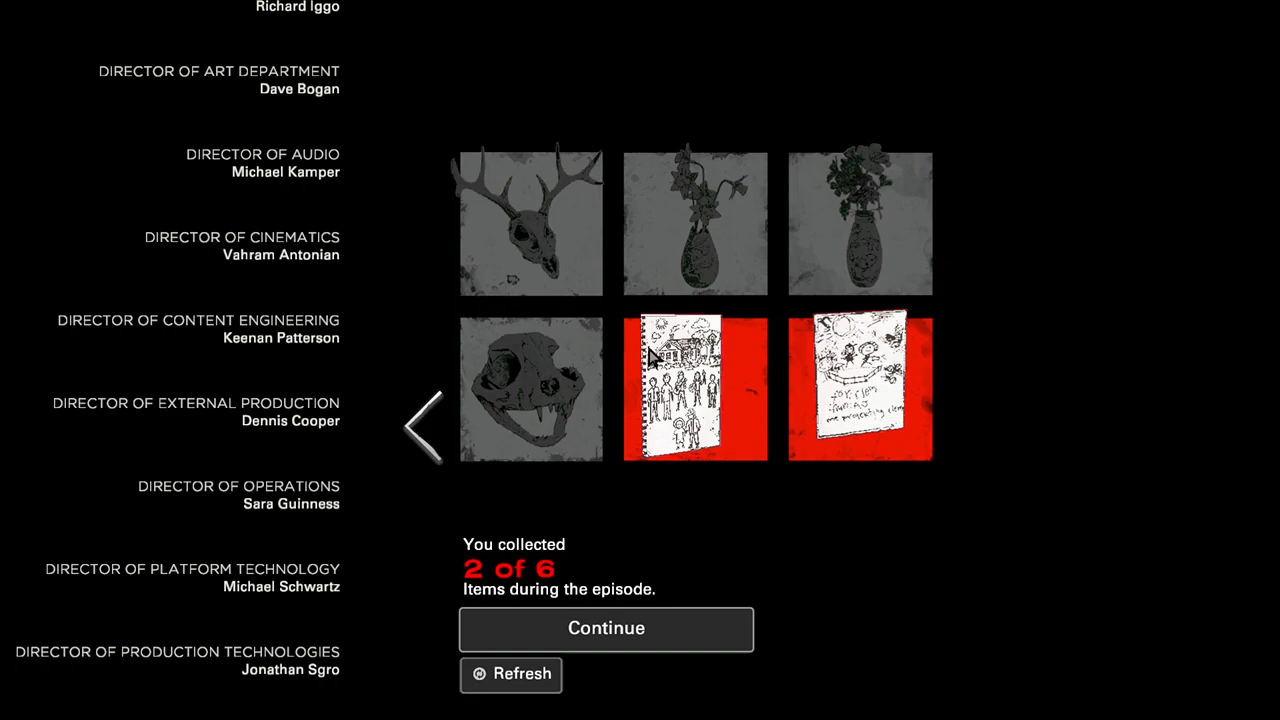 Richard Iggo
DIRECTOR OF ART DEPARTMENT
Dave Bogan
DIRECTOR OF AUDIO
Michael Kamper
DIRECTOR OF CINEMATICS
Vahram Antonian
DIRECTOR OF CONTENT ENGINEERING
Keenan Patterson
DIRECTOR OF EXTERNAL PRODUCTION
Dennis Cooper
DIRECTOR OF OPERATIONS
Sara Guinness
DIRECTOR OF PLATFORM TECHNOLOGY
Michael Schwartz
DIRECTOR OF PRODUCTION TECHNOLOGIES
Jonathan Sgro
You collected
2 of 6
Items during the episode.
Continue
Refresh